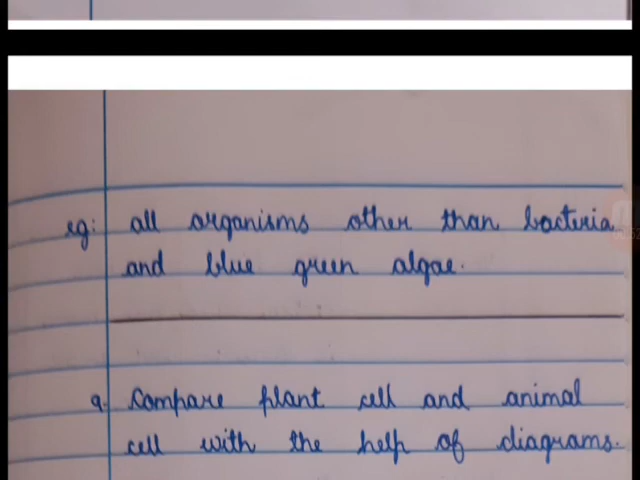 eg: all organisms other than bacteria
and blue green algae.
q. Compare plant cell and animal
cell with the help of diagrams.